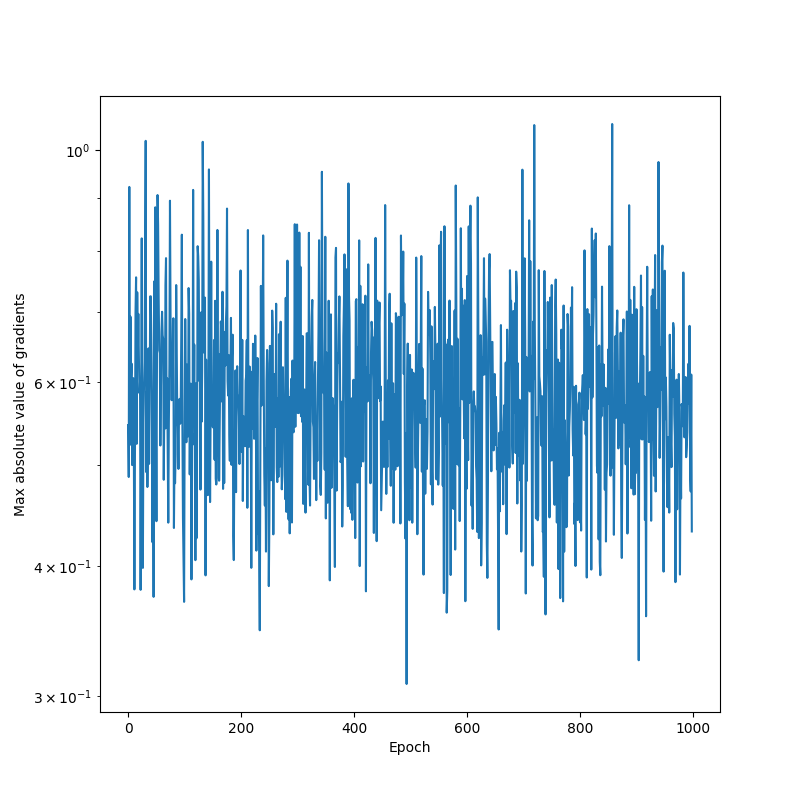 Max absolute value of gradients
10⁰
6 × 10⁻¹
4 × 10⁻¹
3 × 10⁻¹
0 200 400 600 800 1000
Epoch